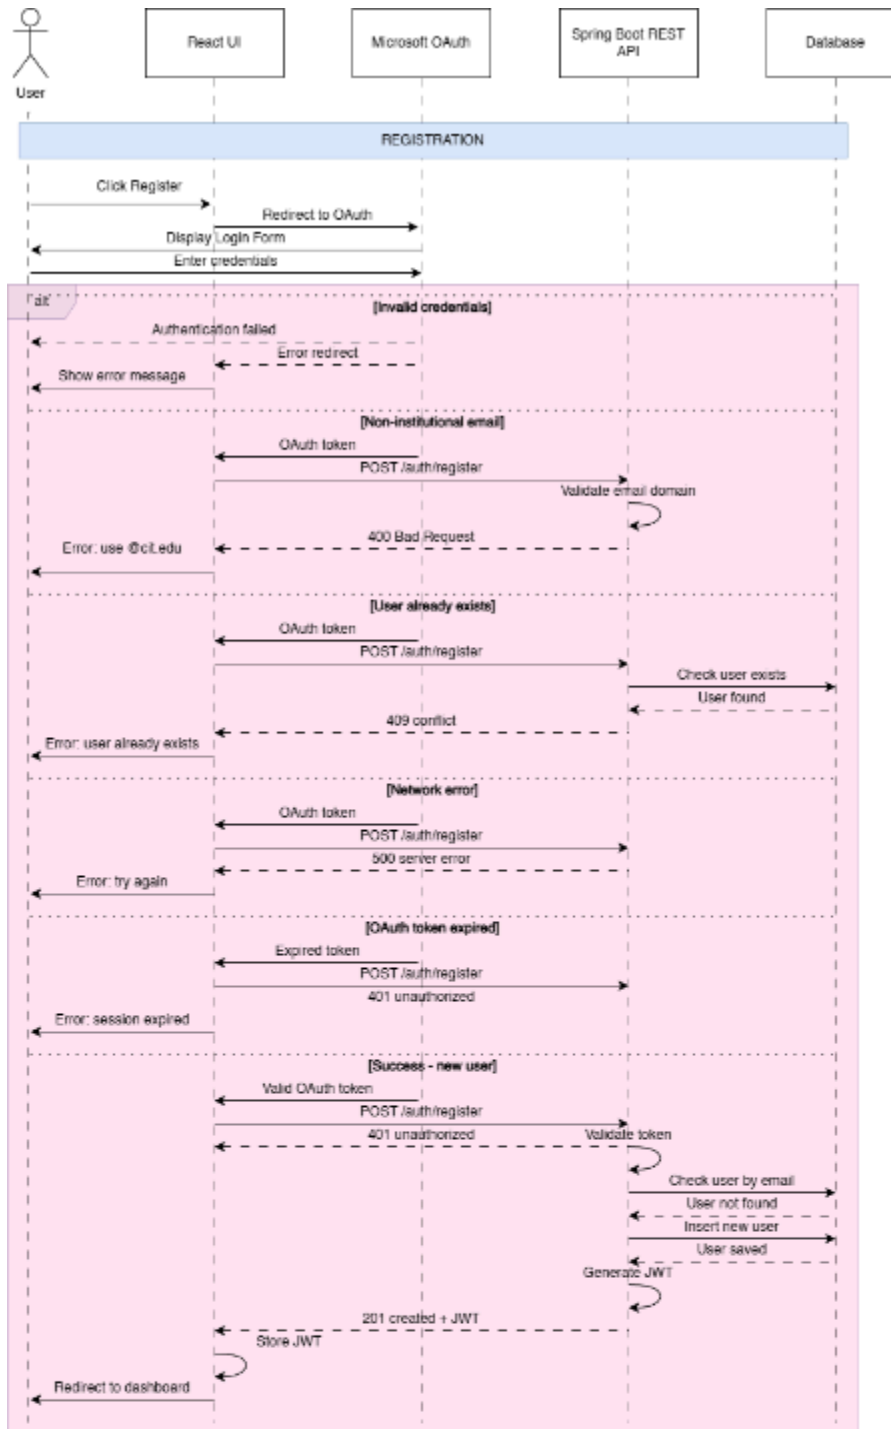 React UI
Microsoft OAuth
Spring Boot REST
API
Database
User
REGISTRATION
Click Register
Redirect to OAuth
Display Login Form
Enter credentials
alt
[Invalid credentials]
Authentication failed
Error redirect
Show error message
[Non-institutional email]
OAuth token
POST /auth/register
Validate email domain
400 Bad Request
Error: use @cit.edu
[User already exists]
OAuth token
POST /auth/register
Check user exists
User found
409 conflict
Error: user already exists
[Network error]
OAuth token
POST /auth/register
500 server error
Error: try again
[OAuth token expired]
Expired token
POST /auth/register
401 unauthorized
Error: session expired
[Success - new user]
Valid OAuth token
POST /auth/register
401 unauthorized
Validate token
Check user by email
User not found
Insert new user
User saved
Generate JWT
201 created + JWT
Store JWT
Redirect to dashboard